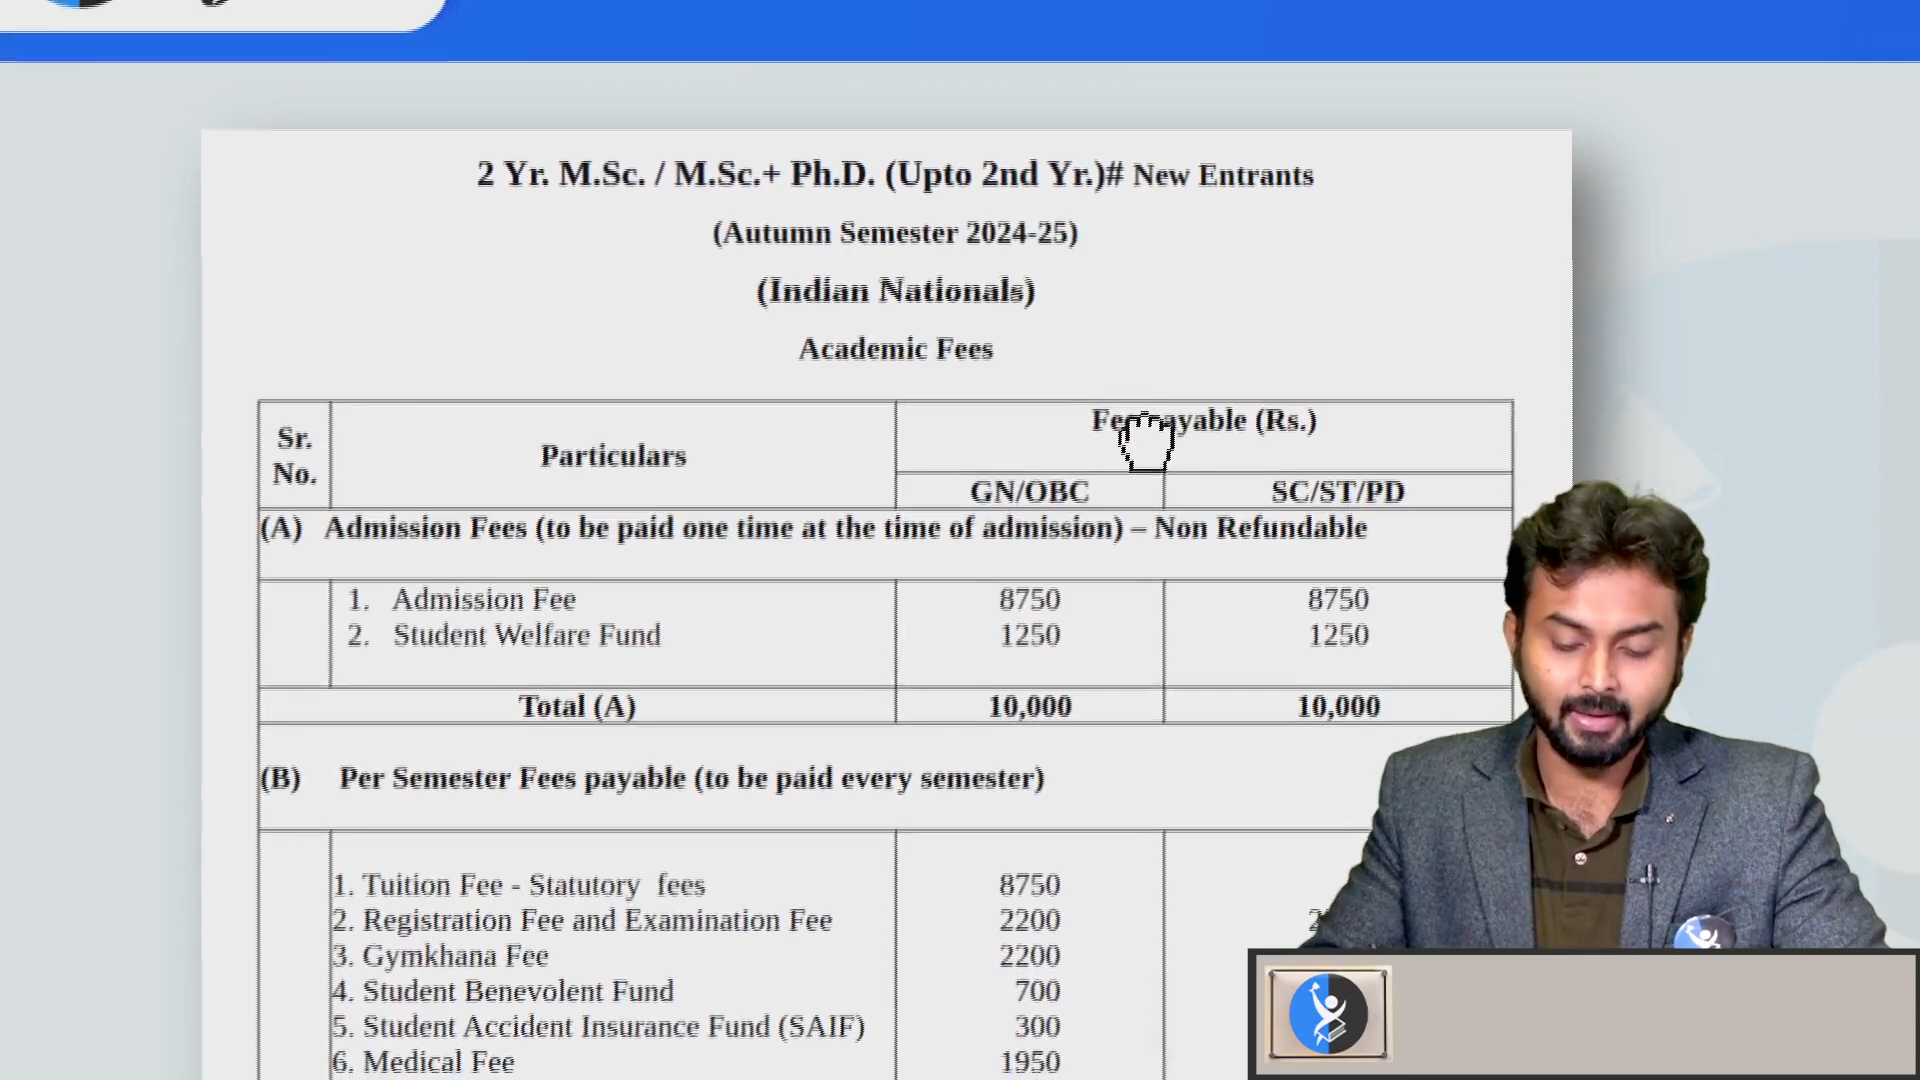 2 Yr. M.Sc. / M.Sc.+ Ph.D. (Upto 2nd Yr.)# New Entrants
(Autumn Semester 2024-25)
(Indian Nationals)
Academic Fees
Sr. No.
Particulars
Fee payable (Rs.)
GN/OBC SC/ST/PD
(A) Admission Fees (to be paid one time at the time of admission) – Non Refundable
1. Admission Fee 8750 8750
2. Student Welfare Fund 1250 1250
Total (A) 10,000 10,000
(B) Per Semester Fees payable (to be paid every semester)
1. Tuition Fee - Statutory fees 8750
2. Registration Fee and Examination Fee 2200
3. Gymkhana Fee 2200
4. Student Benevolent Fund 700
5. Student Accident Insurance Fund (SAIF) 300
6. Medical Fee 1950